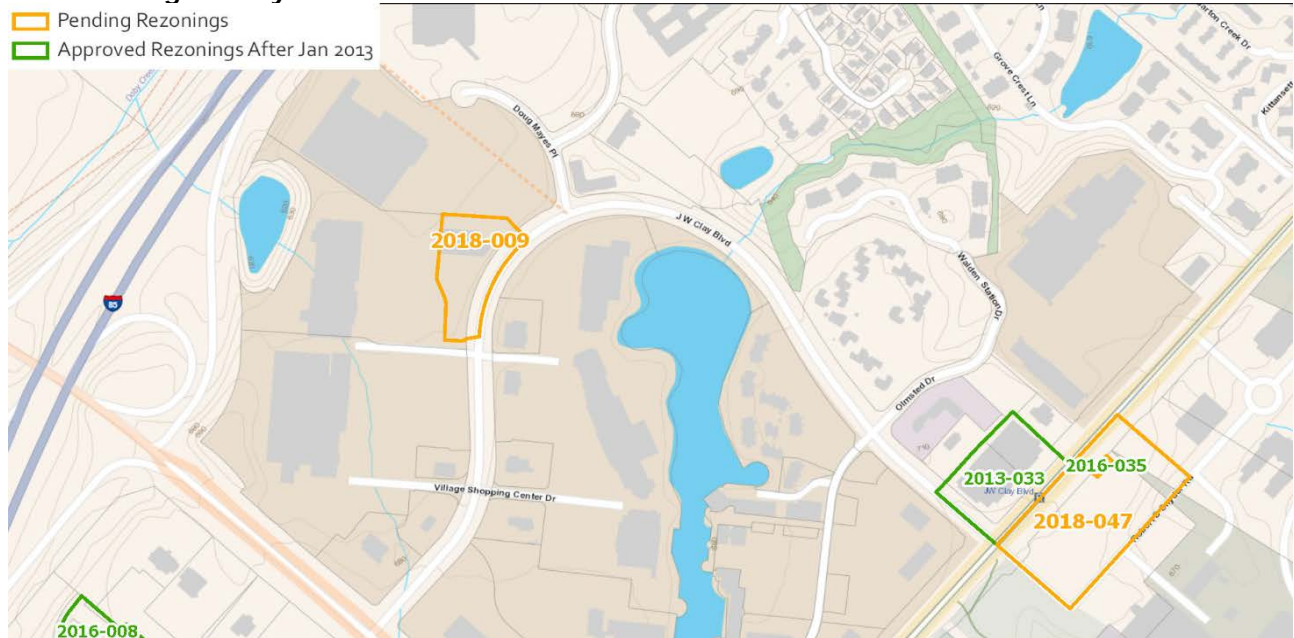 Pending Rezonings
Approved Rezonings After Jan 2013
Grove Crest Ln
Doug Mayes Pl
J W Clay Blvd
2018-009
Walden Station Dr
85
Olmsted Dr
2013-033
2016-035
JW Clay Blvd
2018-047
Village Shopping Center Dr
2016-008